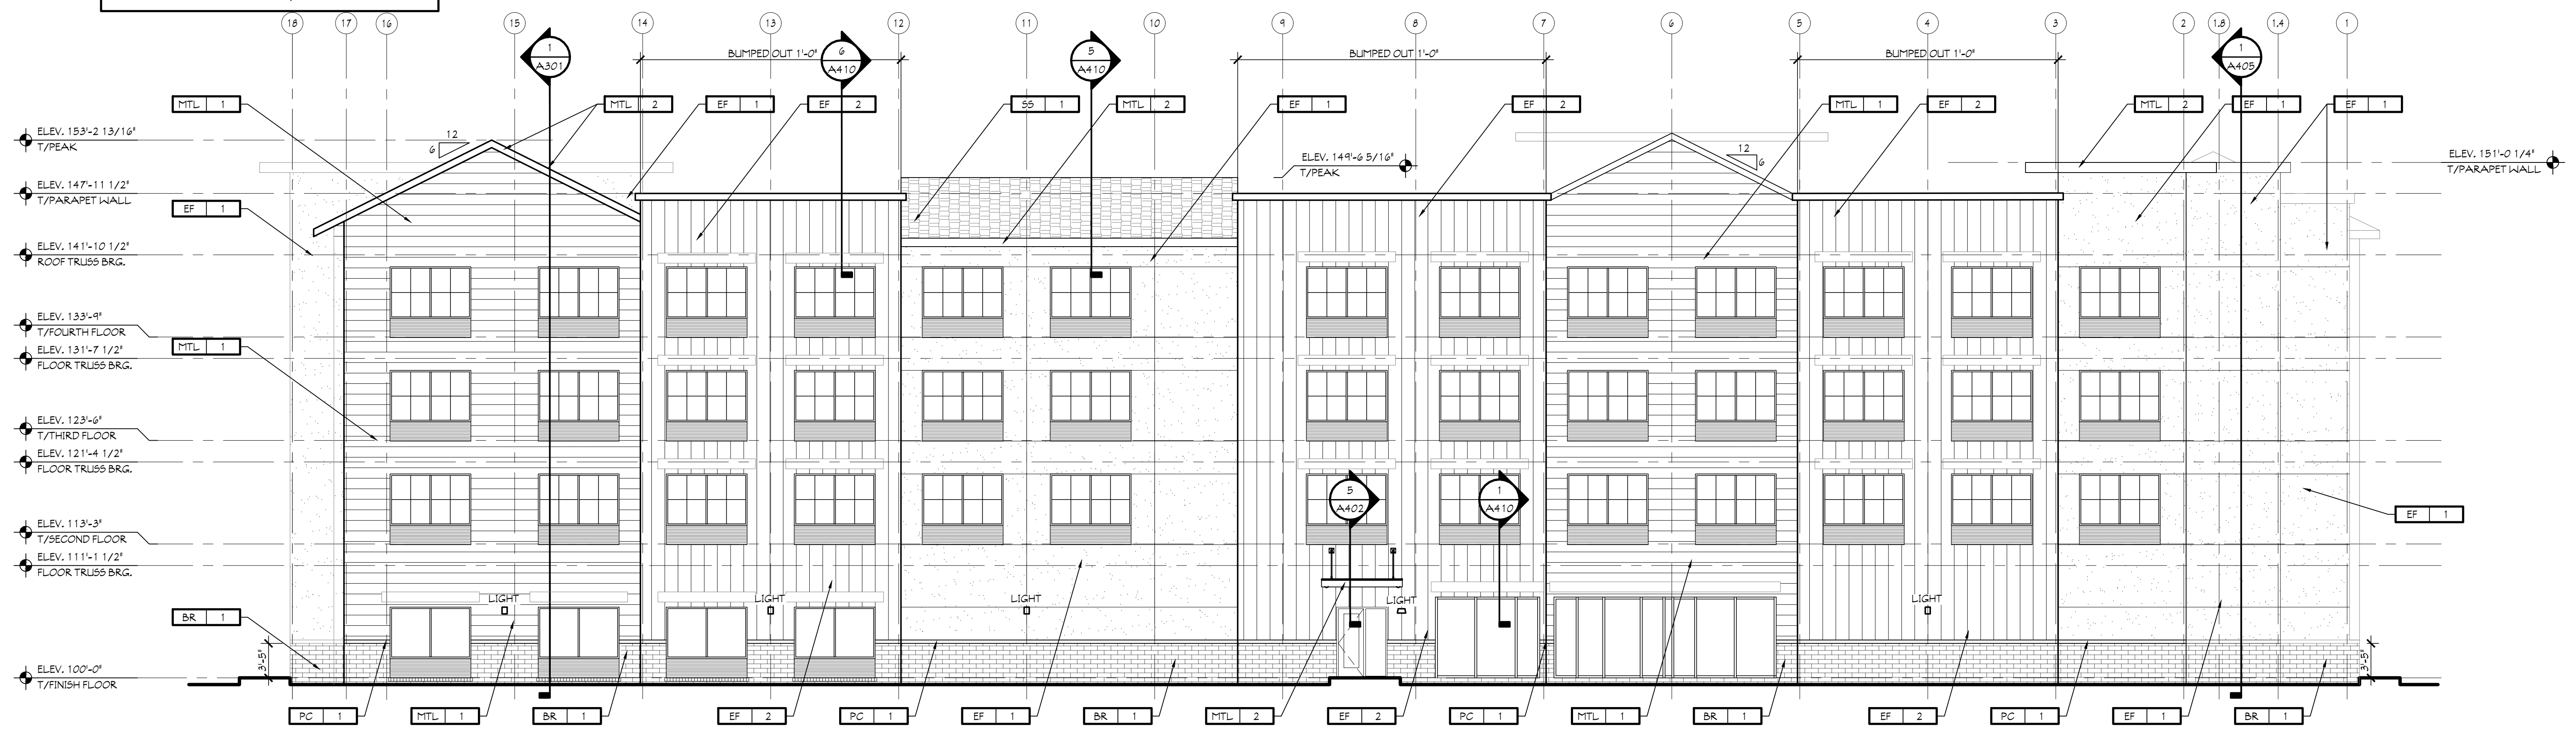 18 17 16 15 14 13 12 11 10 9 8 7 6 5 4 3 2 1.8 1.4 1
1
A301
BUMPED OUT 1'-0"
6
A410
5
A410
BUMPED OUT 1'-0"
BUMPED OUT 1'-0"
1
A405
MTL 1
MTL 2
EF 1
EF 2
SS 1
MTL 2
EF 1
EF 2
MTL 1
EF 2
MTL 2
EF 1
EF 1
ELEV. 153'-2 13/16"
T/PEAK
12
6
ELEV. 149'-6 5/16"
T/PEAK
12
6
ELEV. 151'-0 1/4"
T/PARAPET WALL
ELEV. 147'-11 1/2"
T/PARAPET WALL
EF 1
ELEV. 141'-10 1/2"
ROOF TRUSS BRG.
ELEV. 133'-9"
T/FOURTH FLOOR
MTL 1
ELEV. 131'-7 1/2"
FLOOR TRUSS BRG.
ELEV. 123'-6"
T/THIRD FLOOR
ELEV. 121'-4 1/2"
FLOOR TRUSS BRG.
5
A402
1
A410
EF 1
ELEV. 113'-3"
T/SECOND FLOOR
ELEV. 111'-1 1/2"
FLOOR TRUSS BRG.
LIGHT
LIGHT
LIGHT
LIGHT
LIGHT
BR 1
3'-5"
3'-5"
ELEV. 100'-0"
T/FINISH FLOOR
PC 1
MTL 1
BR 1
EF 2
PC 1
EF 1
BR 1
MTL 2
EF 2
PC 1
MTL 1
BR 1
EF 2
PC 1
EF 1
BR 1